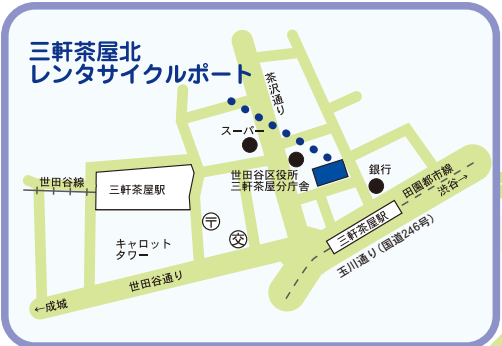 三軒茶屋北
レンタサイクルポート
茶沢通り
スーパー
世田谷区役所
三軒茶屋分庁舎
銀行
世田谷線
三軒茶屋駅
田園都市線
渋谷→
〒
交
三軒茶屋駅
玉川通り(国道246号)
キャロット
タワー
世田谷通り
←成城